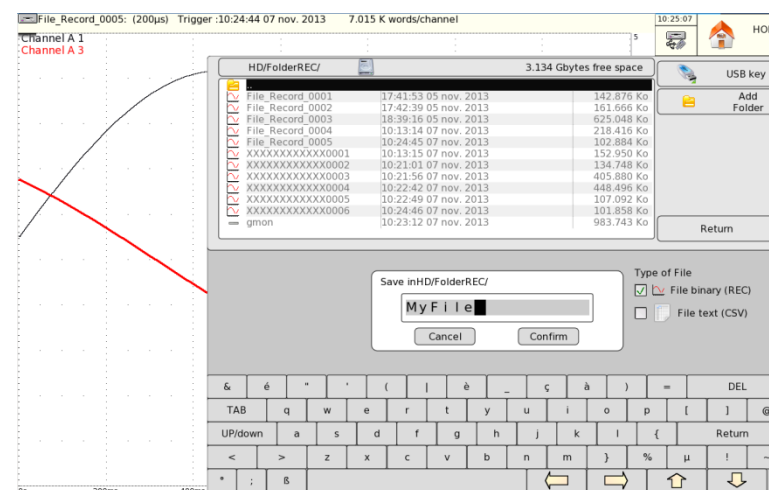 File_Record_0005: (200µs) Trigger :10:24:44 07 nov. 2013 7.015 K words/channel
10:25:07
HO
Channel A 1
Channel A 3
5
HD/FolderREC/ 3.134 Gbytes free space
USB key
..
File_Record_0001 17:41:53 05 nov. 2013 142.876 Ko
File_Record_0002 17:42:39 05 nov. 2013 161.666 Ko
File_Record_0003 18:39:16 05 nov. 2013 625.048 Ko
File_Record_0004 10:13:14 07 nov. 2013 218.416 Ko
File_Record_0005 10:24:45 07 nov. 2013 102.884 Ko
XXXXXXXXXXXX0001 10:13:15 07 nov. 2013 152.950 Ko
XXXXXXXXXXXX0002 10:21:01 07 nov. 2013 134.748 Ko
XXXXXXXXXXXX0003 10:21:56 07 nov. 2013 405.880 Ko
XXXXXXXXXXXX0004 10:22:42 07 nov. 2013 448.496 Ko
XXXXXXXXXXXX0005 10:22:49 07 nov. 2013 107.092 Ko
XXXXXXXXXXXX0006 10:24:46 07 nov. 2013 101.858 Ko
gmon 10:23:12 07 nov. 2013 983.743 Ko
Add
Folder
Return
Save inHD/FolderREC/
MyFile
Cancel Confirm
Type of File
File binary (REC)
File text (CSV)
& é " ' ( | è _ ç à ) = DEL
TAB q w e r t y u i o p [ ] @
UP/down a s d f g h j k l { Return
< > z x c v b n m } % µ ! ~
* ; ß
0s 200ms 400ms